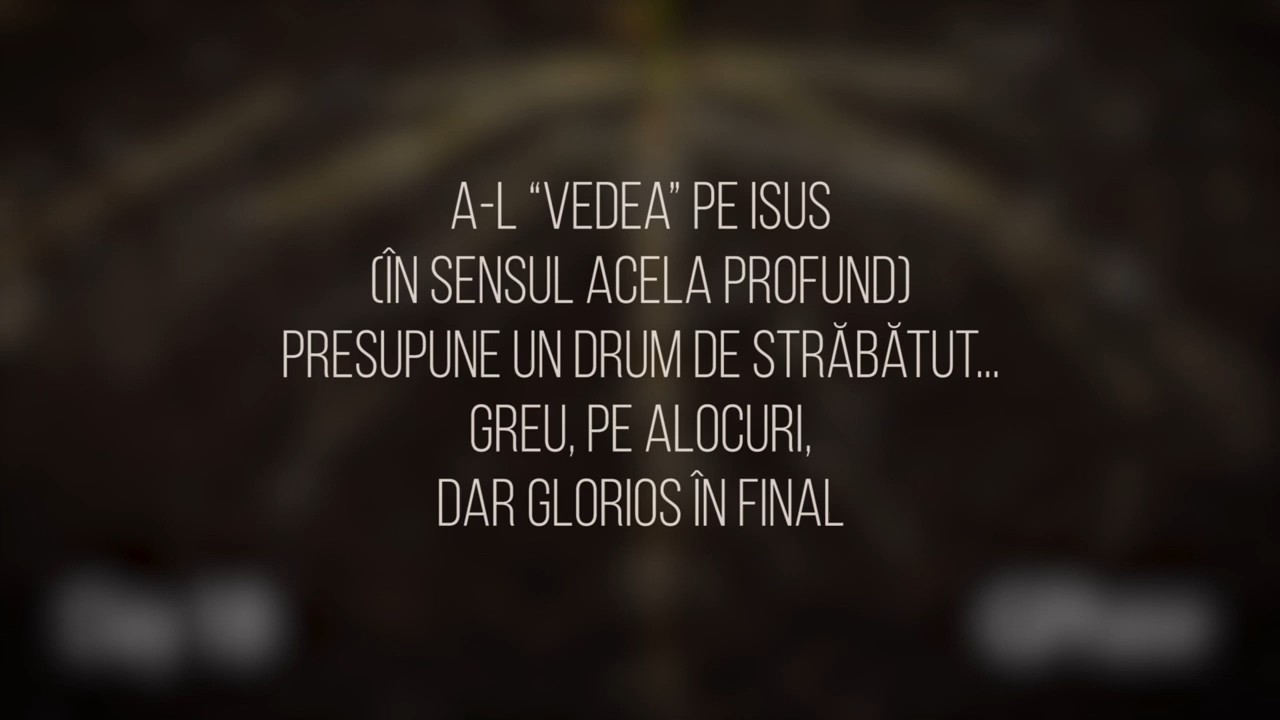 A-L “VEDEA” PE ISUS
(ÎN SENSUL ACELA PROFUND)
PRESUPUNE UN DRUM DE STRĂBĂTUT...
GREU, PE ALOCURI,
DAR GLORIOS ÎN FINAL